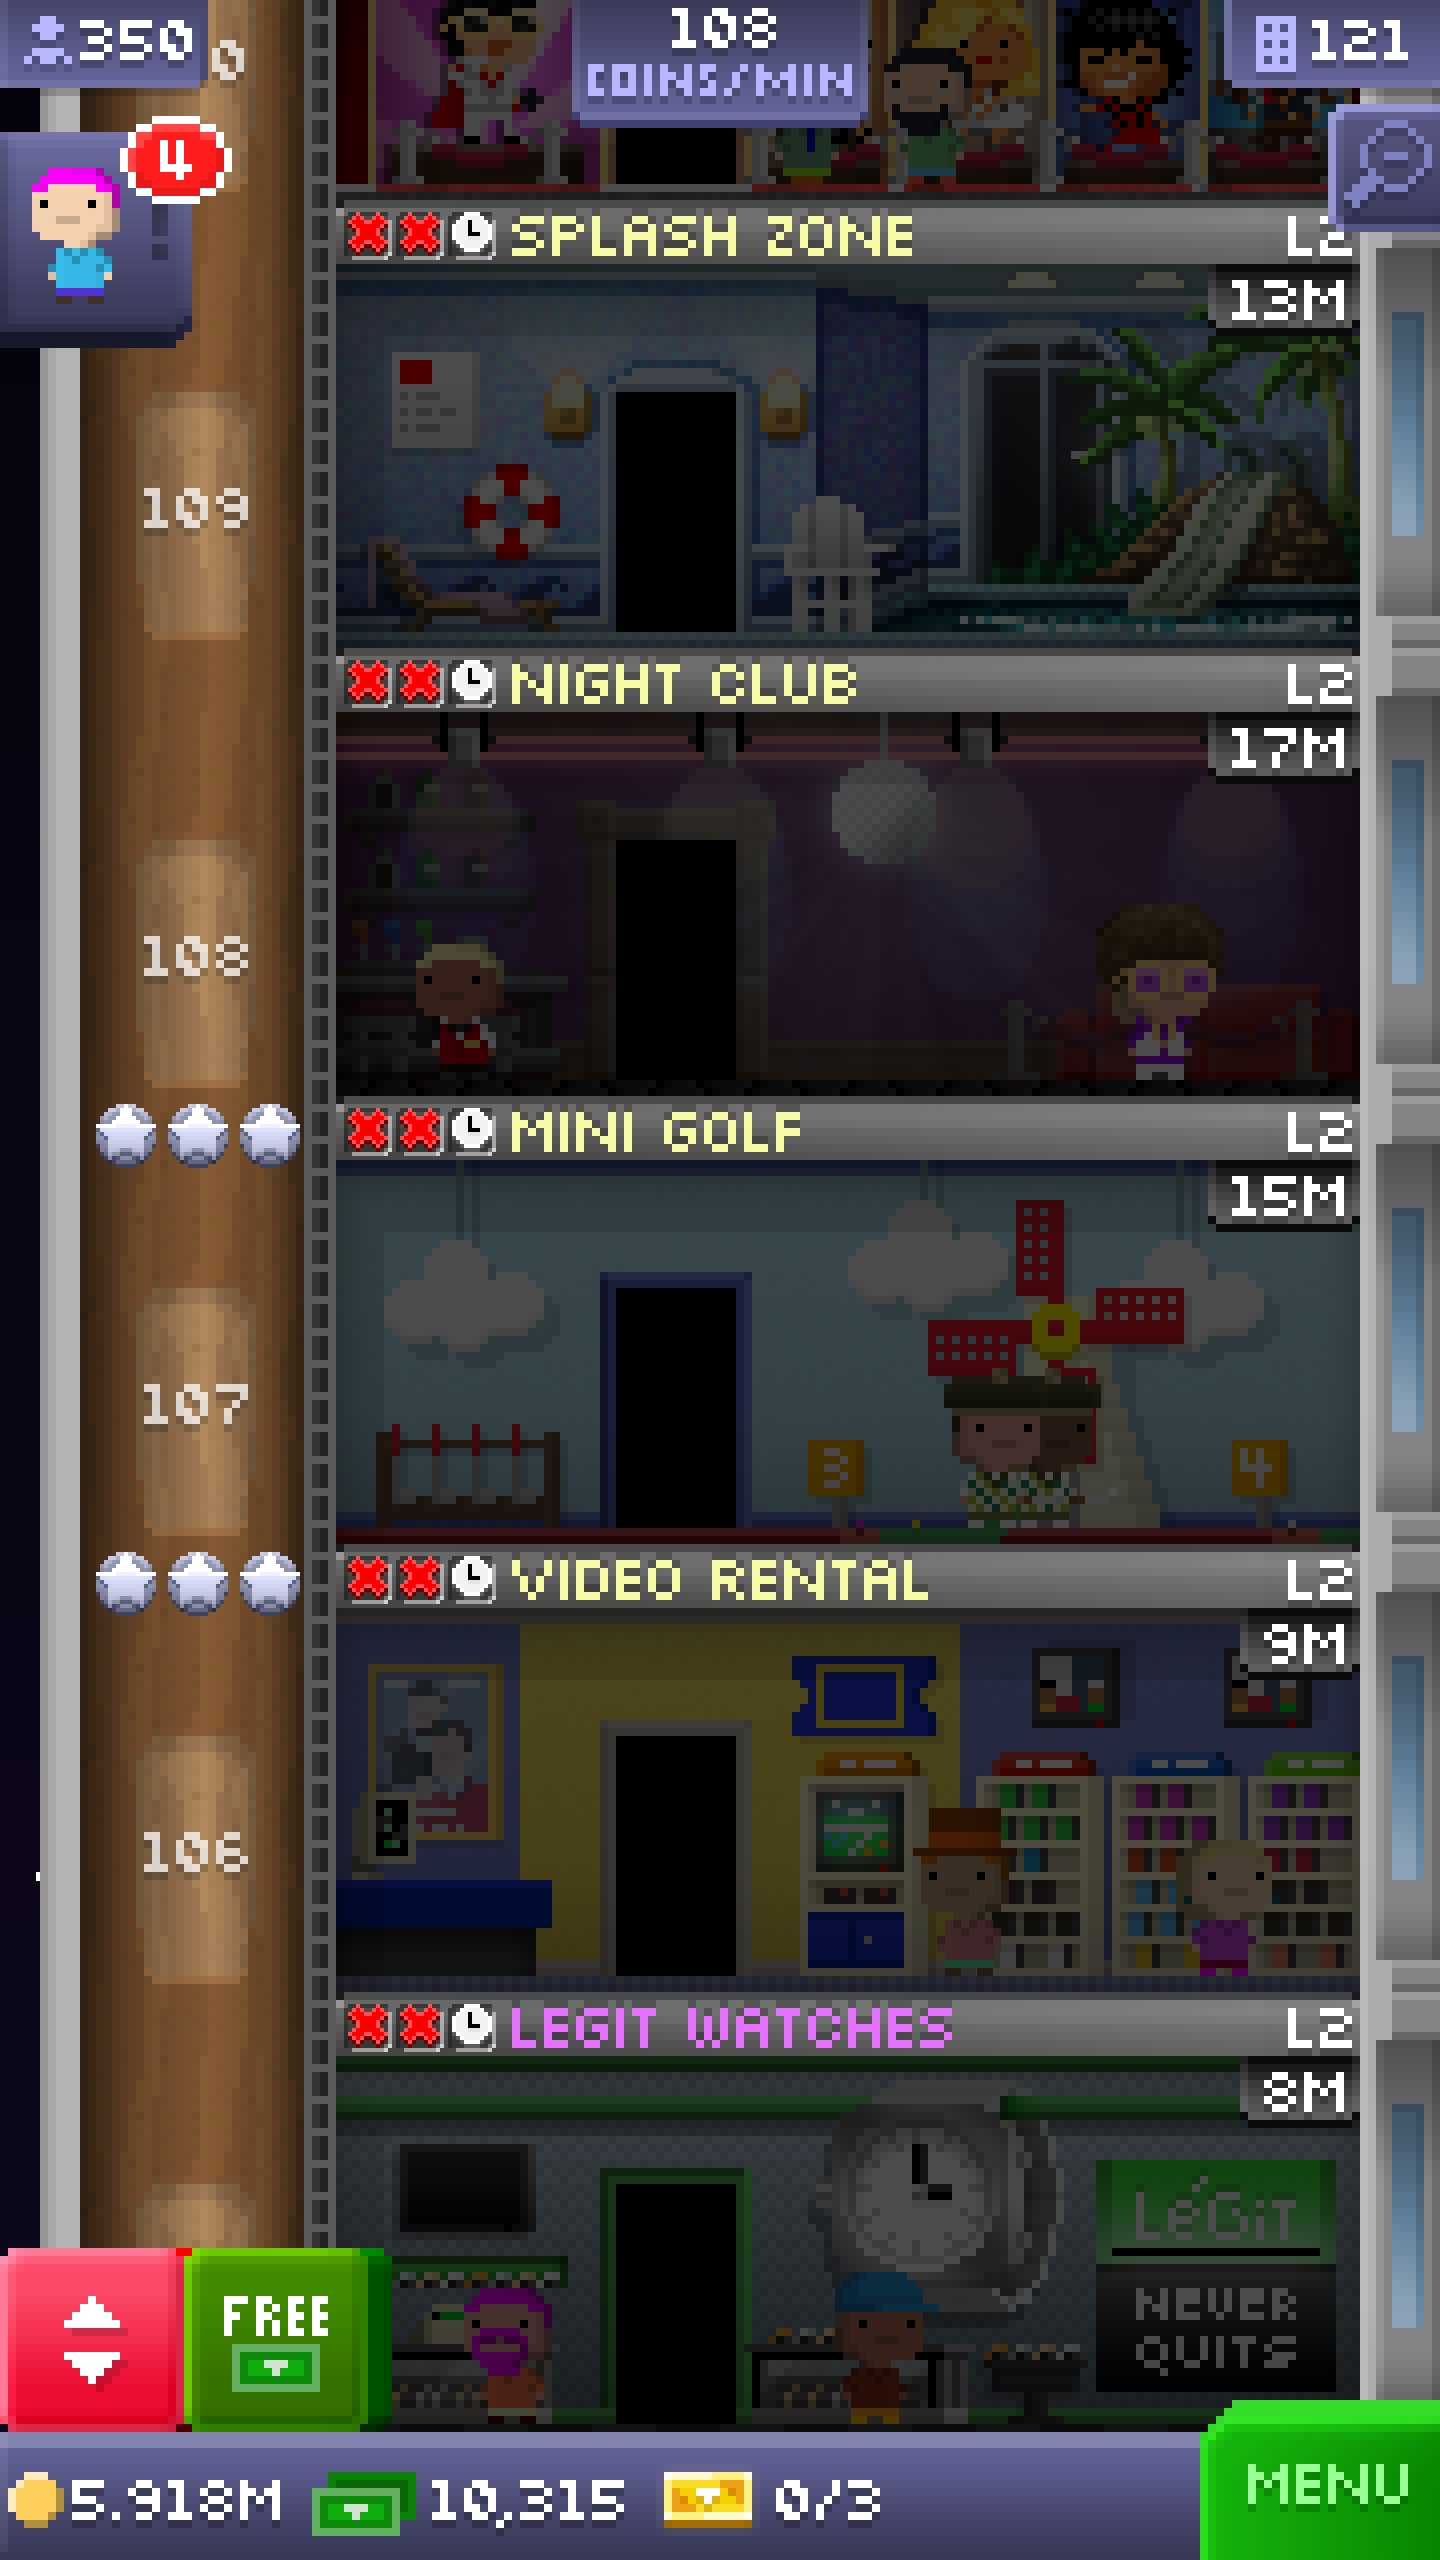 350
0
108
COINS/MIN
121
4
SPLASH ZONE
L2
13M
109
NIGHT CLUB
L2
17M
108
MINI GOLF
L2
15M
107
3
4
VIDEO RENTAL
L2
9M
106
LEGIT WATCHES
L2
8M
LéGiT
NEVER
QUITS
FREE
5.918M
10,315
0/3
MENU